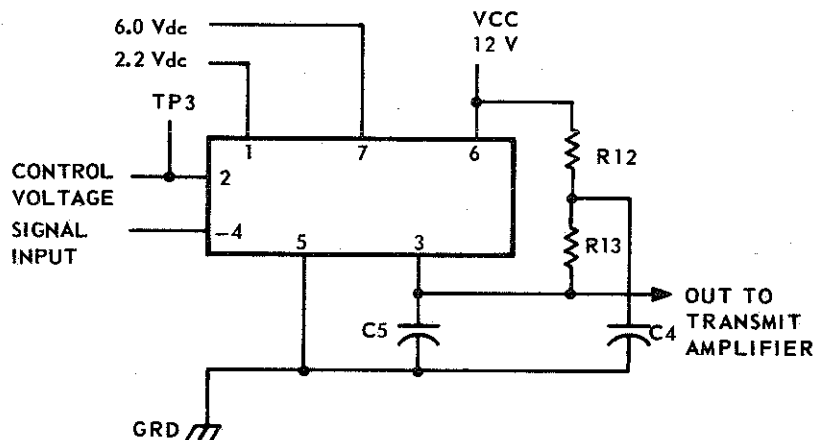 6.0 Vdc
2.2 Vdc
TP3
VCC
12 V
1
7
6
R12
CONTROL
VOLTAGE
2
SIGNAL
INPUT
-4
5
3
R13
OUT TO
TRANSMIT
AMPLIFIER
C5
C4
GRD